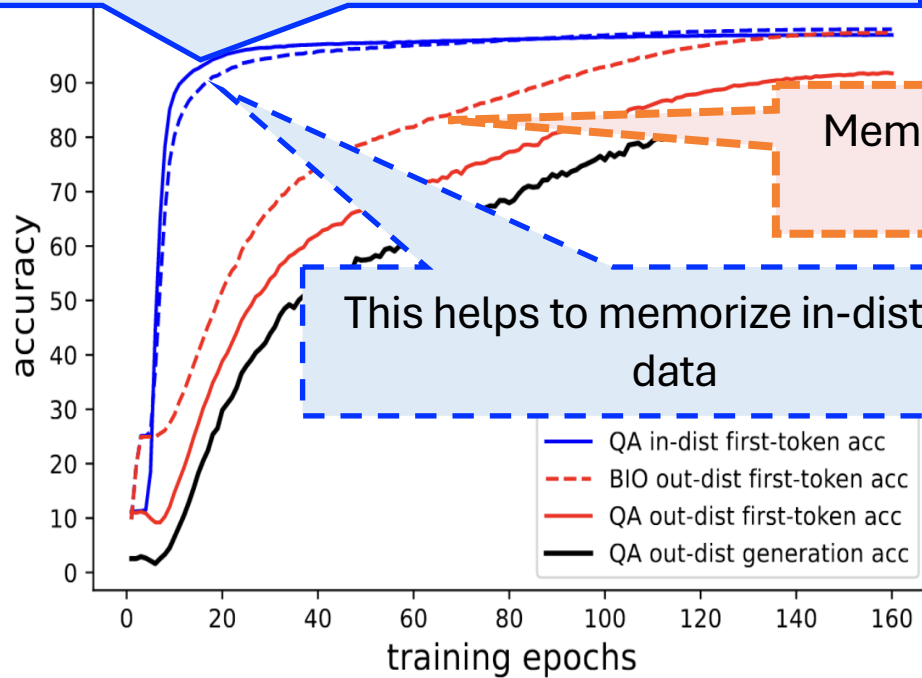 Mem
This helps to memorize in-dist
data
accuracy
90
80
70
60
50
40
30
20
10
0
QA in-dist first-token acc
BIO out-dist first-token acc
QA out-dist first-token acc
QA out-dist generation acc
0 20 40 60 80 100 120 140 160
training epochs